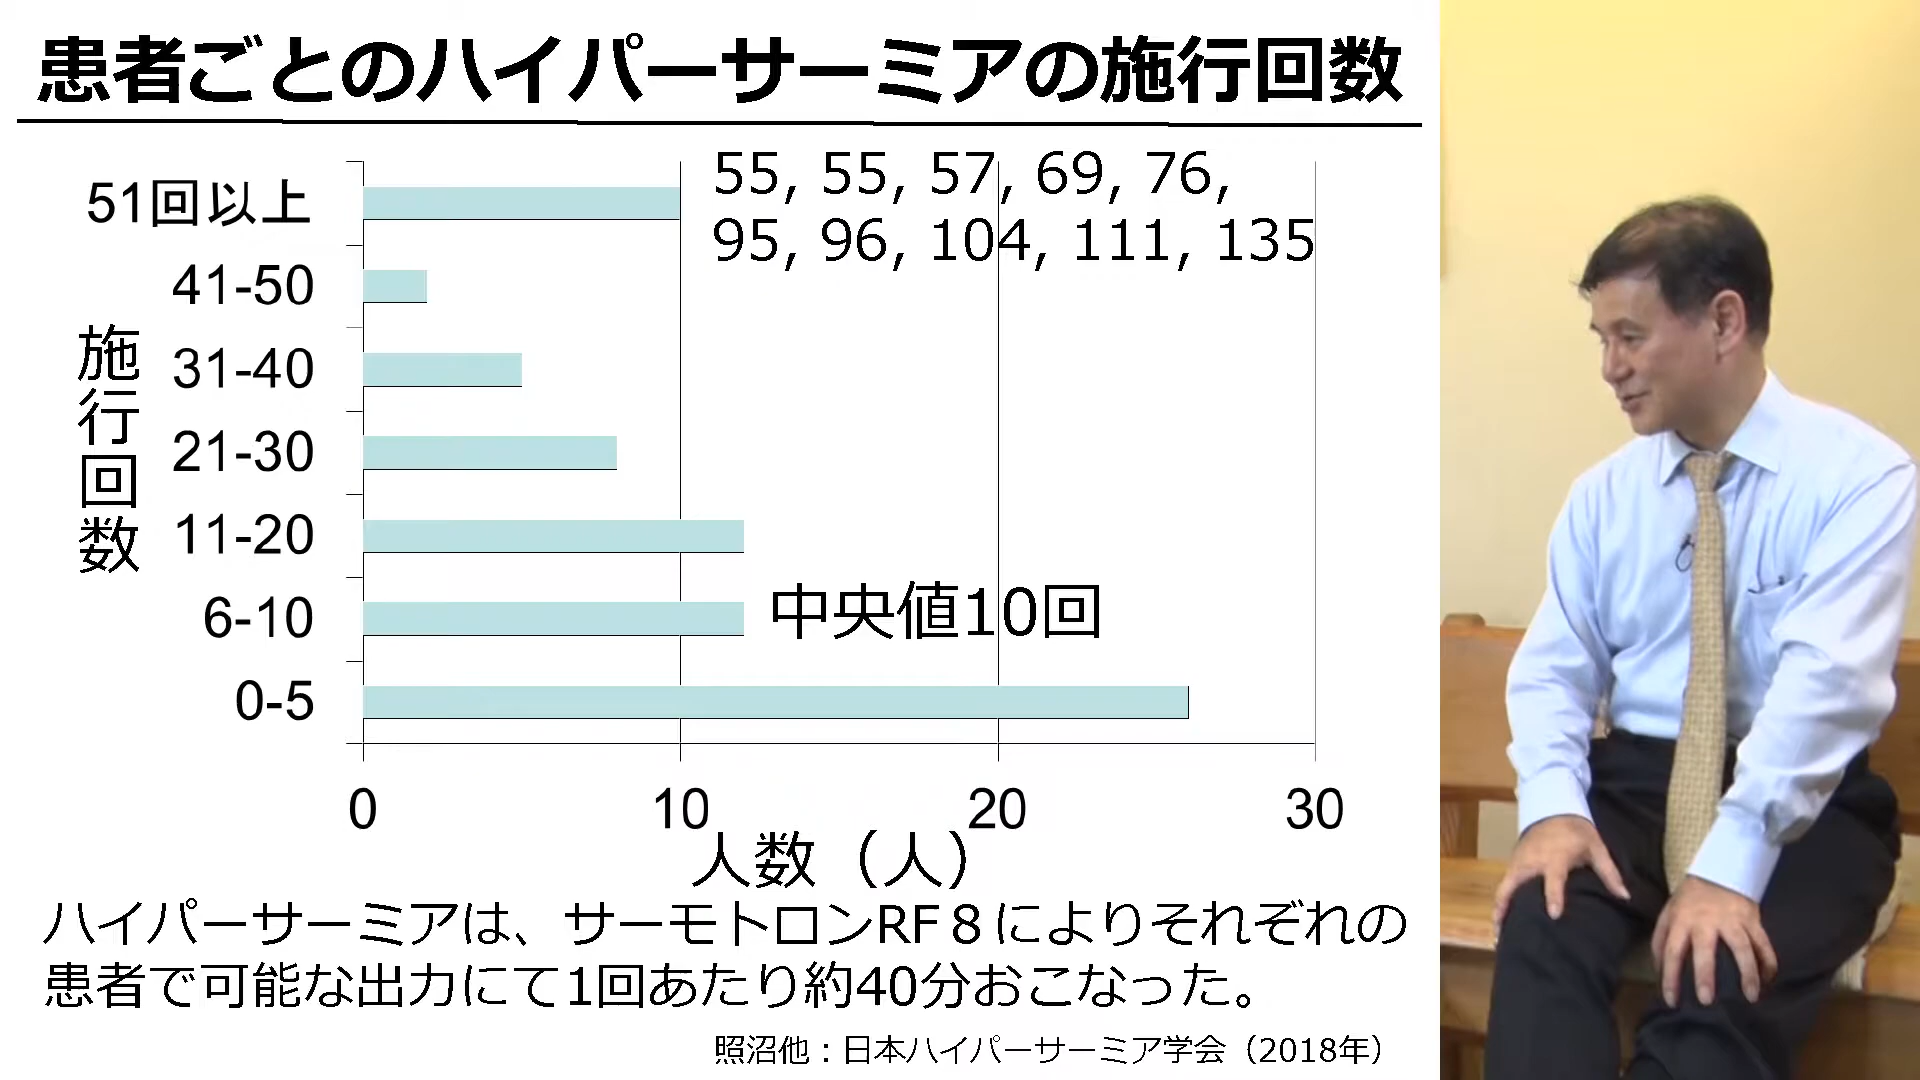 患者ごとのハイパーサーミアの施行回数
51回以上
55, 55, 57, 69, 76,
95, 96, 104, 111, 135
41-50
31-40
21-30
11-20
6-10
中央値10回
0-5
施行回数
0 10 20 30
人数（人）
ハイパーサーミアは、サーモトロンRF８によりそれぞれの
患者で可能な出力にて1回あたり約40分おこなった。
照沼他：日本ハイパーサーミア学会（2018年）